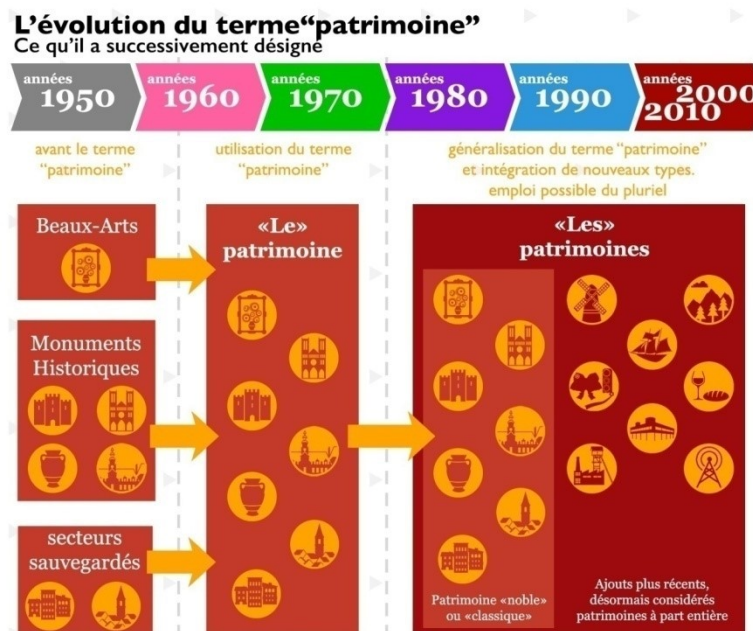 L'évolution du terme“patrimoine”
Ce qu'il a successivement désigné
années
1950
années
1960
années
1970
années
1980
années
1990
années
2000
2010
avant le terme
“patrimoine”
utilisation du terme
“patrimoine”
généralisation du terme “patrimoine”
et intégration de nouveaux types.
emploi possible du pluriel
Beaux-Arts
Monuments
Historiques
secteurs
sauvegardés
«Le»
patrimoine
«Les»
patrimoines
Patrimoine «noble»
ou «classique»
Ajouts plus récents,
désormais considérés
patrimoines à part entière